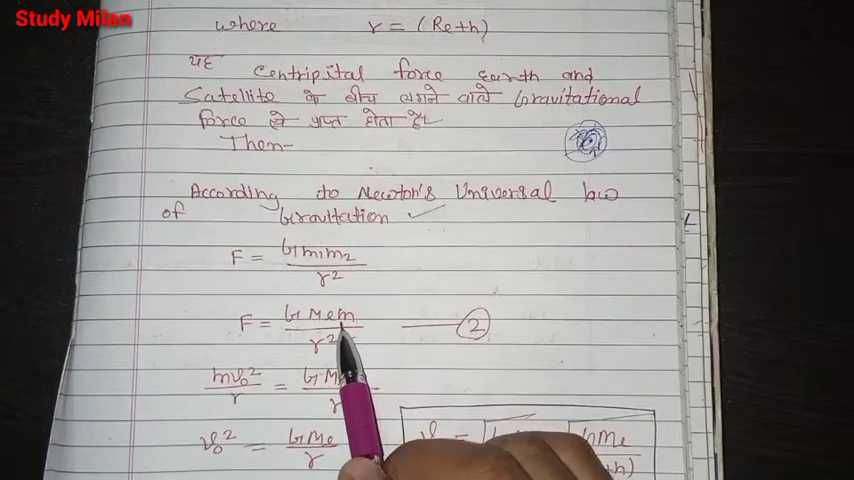 Study Milan
where r = (Re+h)
यह Centripital force earth and
Satellite के बीच लगने वाले Gravitational
force से प्राप्त होता है।
Then-
According to Newton's Universal law
of Gravitation
F = Gm₁m₂/r²
F = GMem/r² — ②
mv₀²/r = GM
v₀² = GMe/r